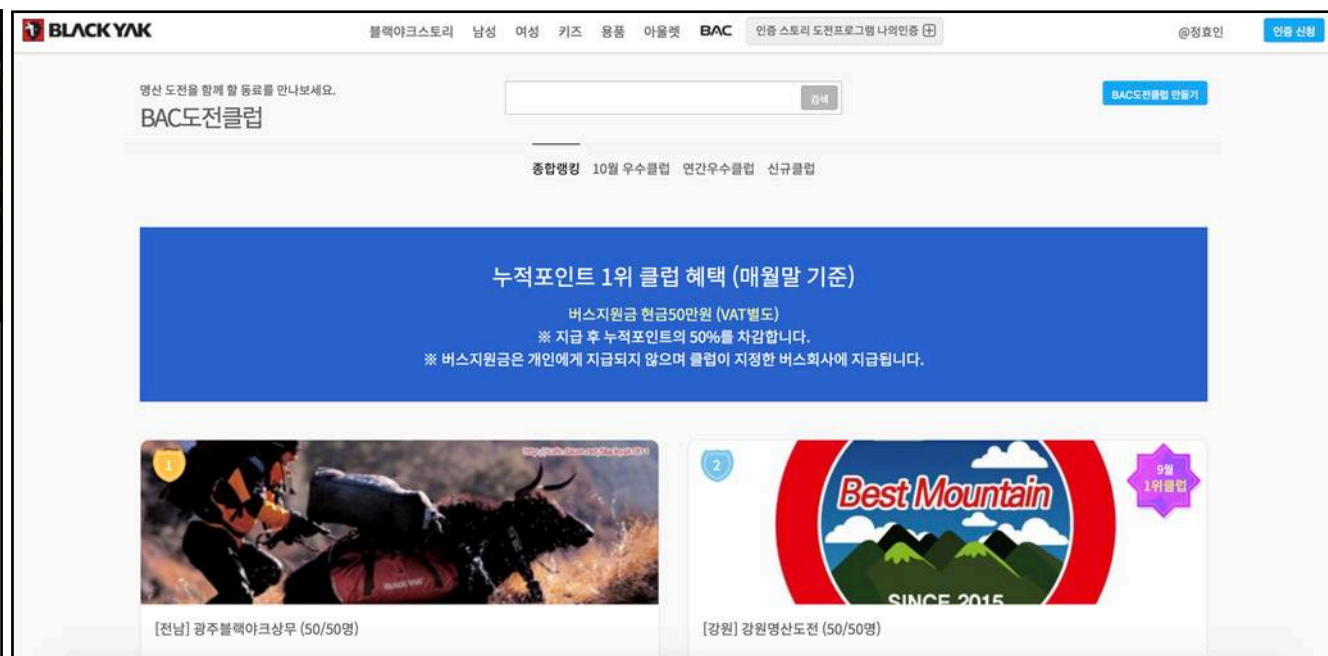 BLACK YAK
블랙야크스토리 남성 여성 키즈 용품 아울렛 BAC 인증 스토리 도전프로그램 나의인증
@정효인
인증 신청
명산 도전을 함께 할 동료를 만나보세요.
BAC도전클럽
검색
BAC도전클럽 만들기
종합랭킹 10월 우수클럽 연간우수클럽 신규클럽
누적포인트 1위 클럽 혜택 (매월말 기준)
버스지원금 현금50만원 (VAT별도)
※ 지급 후 누적포인트의 50%를 차감합니다.
※ 버스지원금은 개인에게 지급되지 않으며 클럽이 지정한 버스회사에 지급됩니다.
1
BLACK YAK
[전남] 광주블랙야크상무 (50/50명)
2
9월
1위클럽
Best Mountain
SINCE 2015
[강원] 강원명산도전 (50/50명)